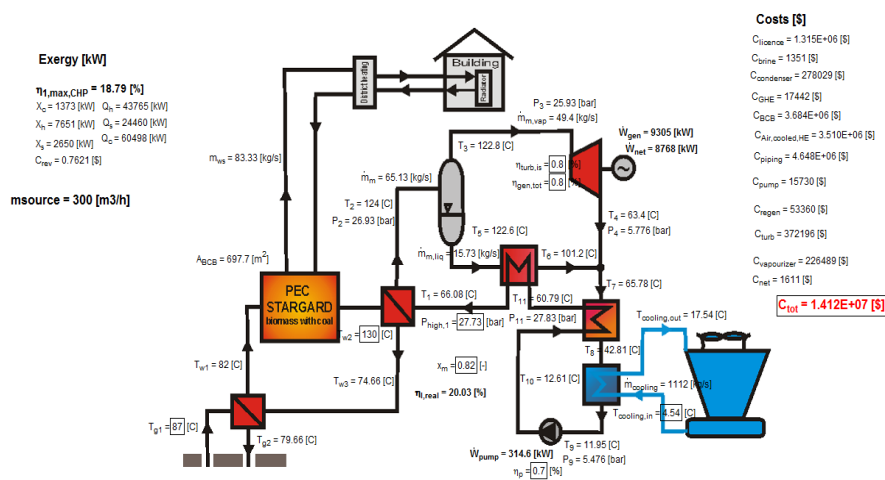 Costs [$]
C_licence = 1.315E+06 [$]
C_brine = 1351 [$]
C_condenser = 278029 [$]
C_GHE = 17442 [$]
C_BCB = 3.684E+06 [$]
C_Air,cooled,HE = 3.510E+06 [$]
C_piping = 4.648E+06 [$]
C_pump = 15730 [$]
C_regen = 53360 [$]
C_turb = 372196 [$]
C_vapourizer = 226489 [$]
C_net = 1611 [$]
C_tot = 1.412E+07 [$]
Exergy [kW]
η1,max,CHP = 18.79 [%]
X_c = 1373 [kW] Q_h = 43765 [kW]
X_h = 7651 [kW] Q_s = 24460 [kW]
X_s = 2650 [kW] Q_c = 60498 [kW]
C_rev = 0.7621 [$]
msource = 300 [m3/h]
Building
District heating
Radiator
m_ws = 83.33 [kg/s]
P_3 = 25.93 [bar]
ṁ_m,vap = 49.4 [kg/s]
T_3 = 122.8 [C]
Ẇ_gen = 9305 [kW]
Ẇ_net = 8768 [kW]
η_turb,is = 0.8 [%]
η_gen,tot = 0.8 [%]
ṁ_m = 65.13 [kg/s]
T_2 = 124 [C]
P_2 = 26.93 [bar]
T_4 = 63.4 [C]
P_4 = 5.776 [bar]
T_5 = 122.6 [C]
ṁ_m,liq = 15.73 [kg/s]
T_6 = 101.2 [C]
A_BCB = 697.7 [m²]
PEC
STARGARD
biomass with coal
T_1 = 66.08 [C]
T_11 = 60.79 [C]
T_7 = 65.78 [C]
P_high,1 = 27.73 [bar]
P_11 = 27.83 [bar]
T_w2 = 130 [C]
T_cooling,out = 17.54 [C]
T_8 = 42.81 [C]
T_w1 = 82 [C]
x_m = 0.82 [-]
T_w3 = 74.66 [C]
T_10 = 12.61 [C]
ṁ_cooling = 1112 [kg/s]
η_I,real = 20.03 [%]
T_cooling,in = 4.54 [C]
T_g1 = 87 [C]
T_g2 = 79.66 [C]
T_9 = 11.95 [C]
Ẇ_pump = 314.6 [kW]
P_9 = 5.476 [bar]
η_p = 0.7 [%]